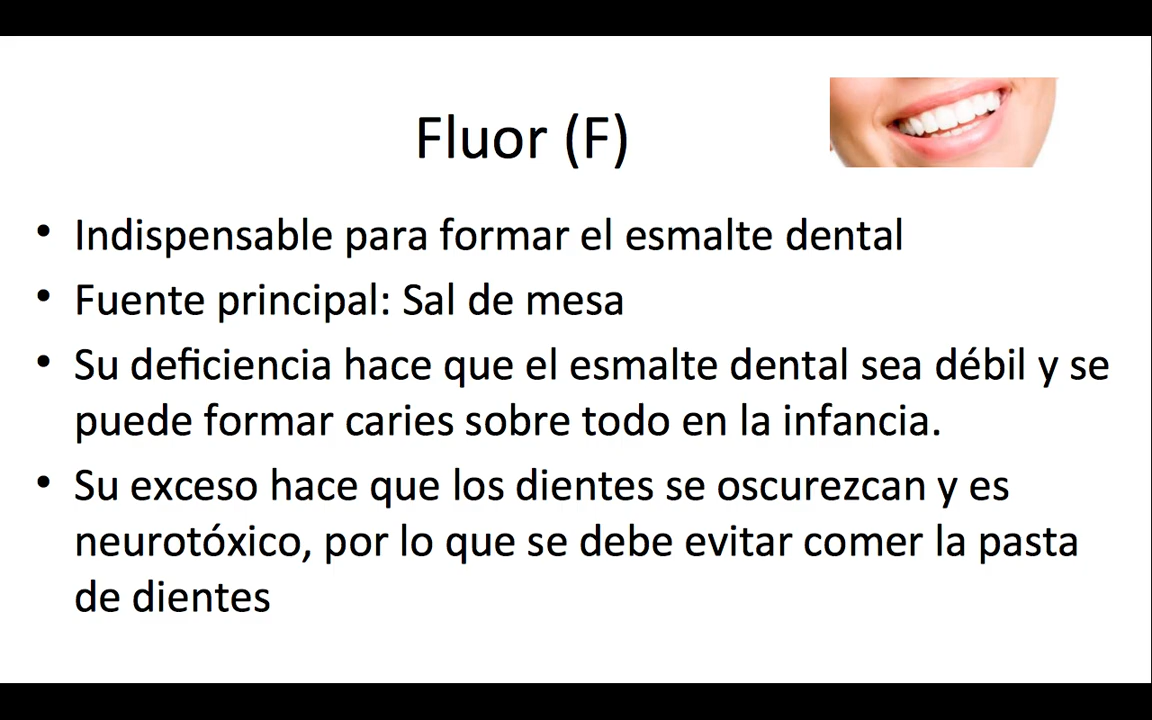 Fluor (F)
• Indispensable para formar el esmalte dental
• Fuente principal: Sal de mesa
• Su deficiencia hace que el esmalte dental sea débil y se
puede formar caries sobre todo en la infancia.
• Su exceso hace que los dientes se oscurezcan y es
neurotóxico, por lo que se debe evitar comer la pasta
de dientes